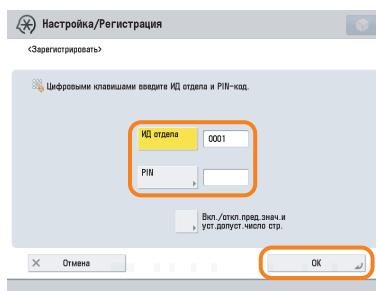 Настройка/Регистрация
<Зарегистрировать>
Цифровыми клавишами введите ИД отдела и PIN-код.
ИД отдела 0001
PIN
Вкл./откл.пред.знач.и
уст.допуст.число стр.
Отмена OK